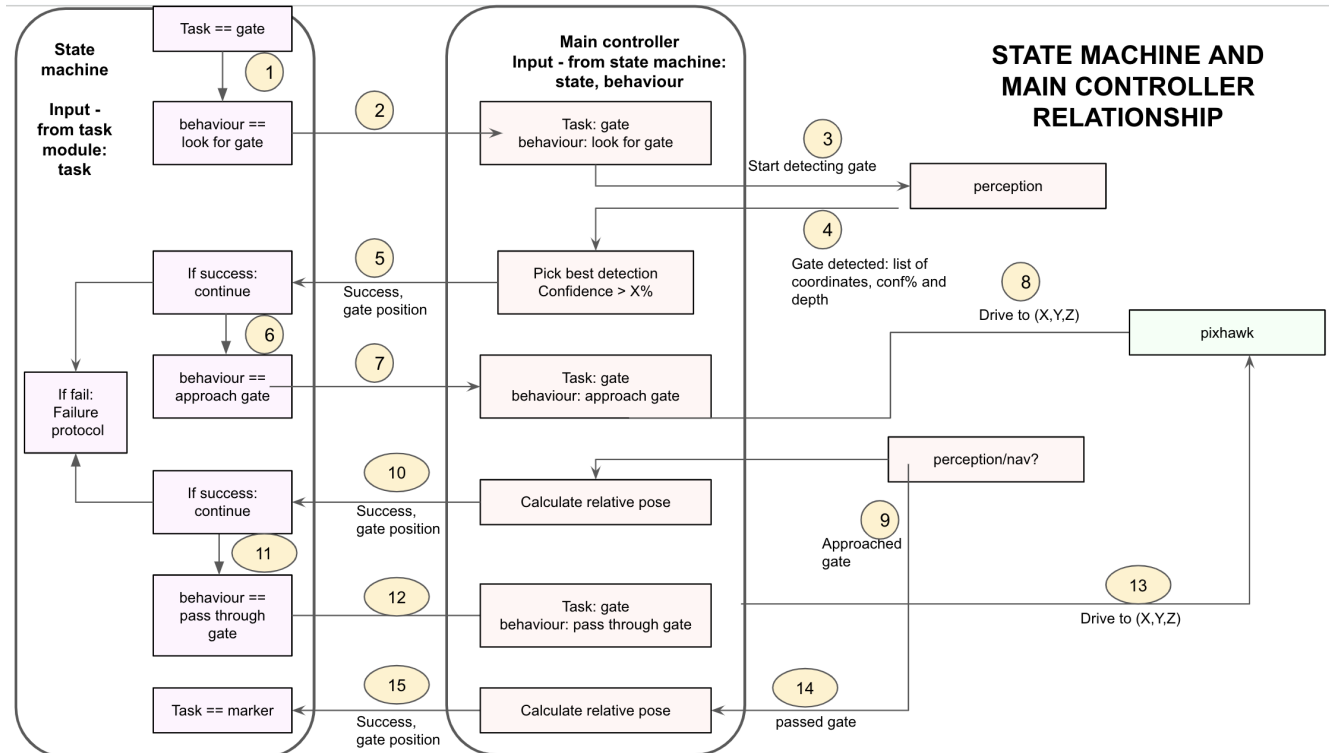 STATE MACHINE AND
MAIN CONTROLLER
RELATIONSHIP
State
machine
Input -
from task
module:
task
Task == gate
1
behaviour ==
look for gate
2
Main controller
Input - from state machine:
state, behaviour
Task: gate
behaviour: look for gate
3
Start detecting gate
perception
4
Gate detected: list of
coordinates, conf% and
depth
Pick best detection
Confidence > X%
5
Success,
gate position
If success:
continue
6
behaviour ==
approach gate
7
Task: gate
behaviour: approach gate
8
Drive to (X,Y,Z)
pixhawk
If fail:
Failure
protocol
perception/nav?
9
Approached
gate
Calculate relative pose
10
Success,
gate position
If success:
continue
11
behaviour ==
pass through
gate
12
Task: gate
behaviour: pass through gate
13
Drive to (X,Y,Z)
14
passed gate
Calculate relative pose
15
Success,
gate position
Task == marker